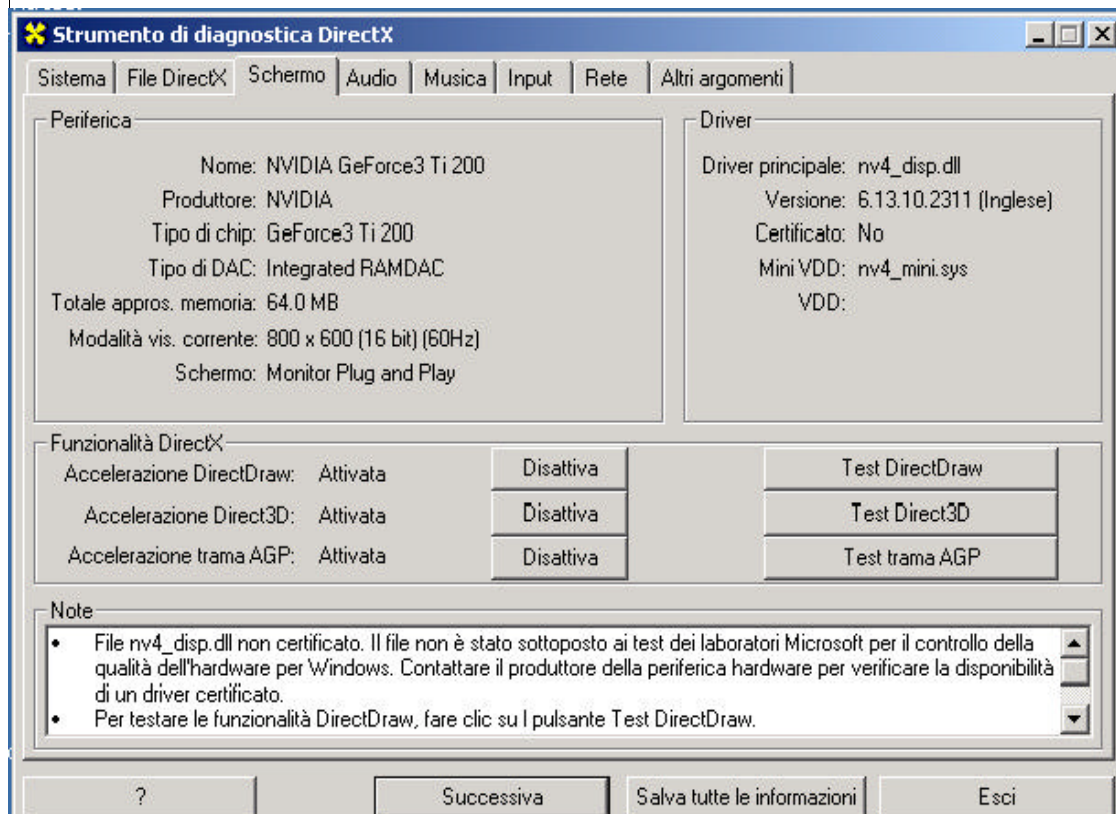 Strumento di diagnostica DirectX
Sistema File DirectX Schermo Audio Musica Input Rete Altri argomenti
Periferica
Nome: NVIDIA GeForce3 Ti 200
Produttore: NVIDIA
Tipo di chip: GeForce3 Ti 200
Tipo di DAC: Integrated RAMDAC
Totale appros. memoria: 64.0 MB
Modalità vis. corrente: 800 x 600 (16 bit) (60Hz)
Schermo: Monitor Plug and Play
Driver
Driver principale: nv4_disp.dll
Versione: 6.13.10.2311 (Inglese)
Certificato: No
Mini VDD: nv4_mini.sys
VDD:
Funzionalità DirectX
Accelerazione DirectDraw: Attivata Disattiva Test DirectDraw
Accelerazione Direct3D: Attivata Disattiva Test Direct3D
Accelerazione trama AGP: Attivata Disattiva Test trama AGP
Note
• File nv4_disp.dll non certificato. Il file non è stato sottoposto ai test dei laboratori Microsoft per il controllo della
qualità dell'hardware per Windows. Contattare il produttore della periferica hardware per verificare la disponibilità
di un driver certificato.
• Per testare le funzionalità DirectDraw, fare clic su l pulsante Test DirectDraw.
? Successiva Salva tutte le informazioni Esci